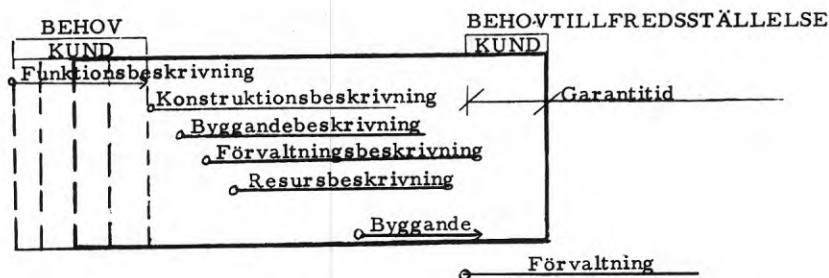 BEHOV
BEHOVTILLFREDSSTÄLLELSE
KUND
KUND
Funktionsbeskrivning
Konstruktionsbeskrivning
Garantitid
Byggandebeskrivning
Förvaltningsbeskrivning
Resursbeskrivning
Byggande
Förvaltning